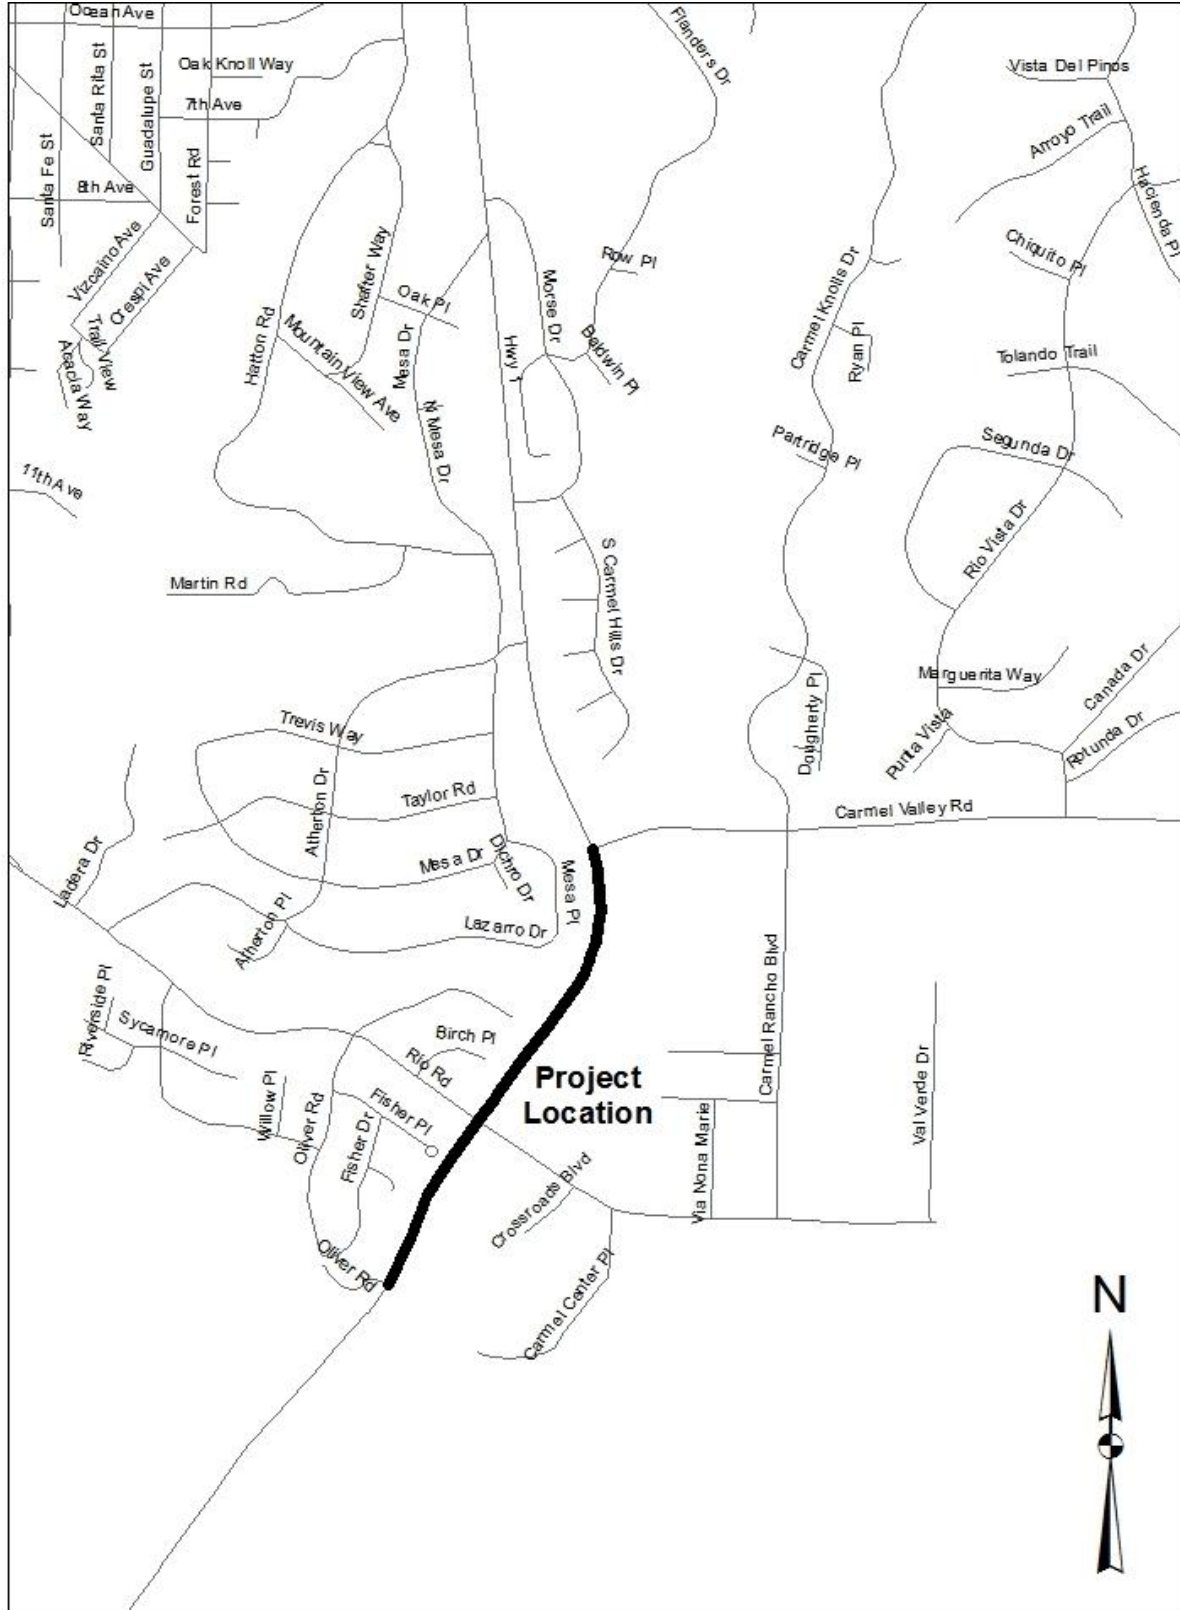 Ocean Ave
Flanders Dr
Santa Rita St
Guadalupe St
Oak Knoll Way
Vista Del Pinos
7th Ave
Arroyo Trail
Santa Fe St
Forest Rd
8th Ave
Hacienda Pl
Vizcaino Ave
Crespi Ave
Shafter Way
Row Pl
Chiquito Pl
Carmel Knolls Dr
Oak Pl
Morse Dr
Trail View
Acacia Way
Hatton Rd
Mountain View Ave
Mesa Dr
Hwy 1
Baldwin Pl
Ryan Pl
Tolando Trail
N Mesa Dr
Partridge Pl
Segunda Dr
11th Ave
Rio Vista Dr
Martin Rd
S Carmel Hills Dr
Marguerita Way
Canada Dr
Dougherty Pl
Punta Vista
Rotunda Dr
Trevis Way
Taylor Rd
Atherton Dr
Carmel Valley Rd
Ladera Dr
Mesa Dr
Dichro Dr
Mesa Pl
Atherton Pl
Lazarro Dr
Carmel Rancho Blvd
Riverside Pl
Sycamore Pl
Birch Pl
Rio Rd
Val Verde Dr
Willow Pl
Oliver Rd
Fisher Pl
Fisher Dr
Project
Location
Via Nona Marie
Crossroads Blvd
Oliver Rd
Carmel Center Pl
N